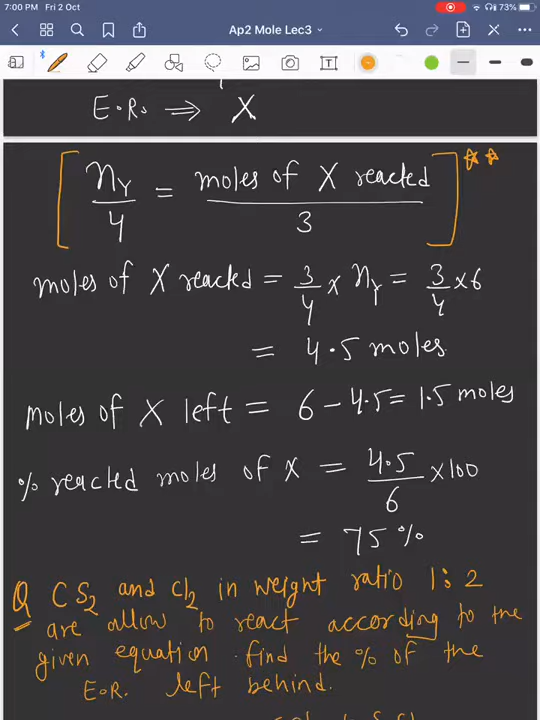 7:00 PM Fri 2 Oct 73%
Ap2 Mole Lec3
E.R. ⇒ X
[ n_Y/4 = moles of X reacted/3 ]**
moles of X reacted = 3/4 × n_Y = 3/4 × 6
= 4.5 moles
moles of X left = 6 - 4.5 = 1.5 moles
% reacted moles of X = 4.5/6 × 100
= 75 %
Q CS2 and Cl2 in weight ratio 1:2
are allow to react according to the
given equation. find the % of the
E.R. left behind.